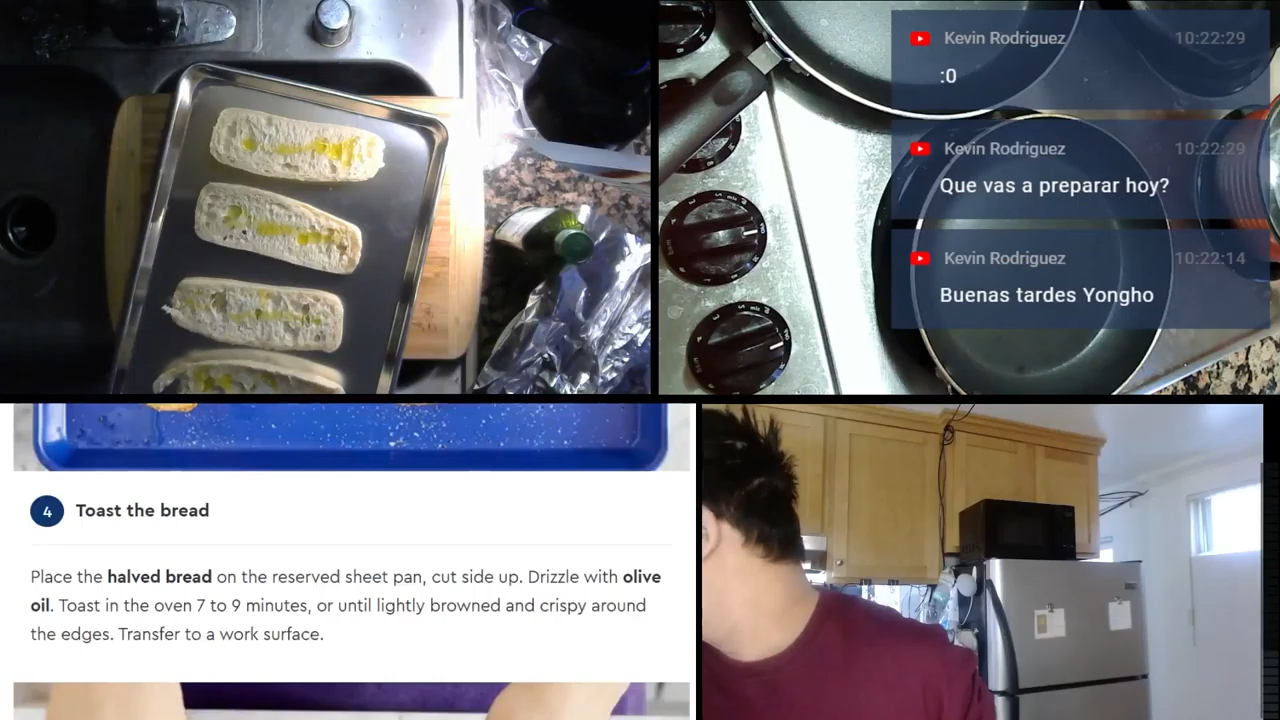 Kevin Rodriguez 10:22:29
:0
Kevin Rodriguez 10:22:29
Que vas a preparar hoy?
Kevin Rodriguez 10:22:14
Buenas tardes Yongho
4 Toast the bread
Place the halved bread on the reserved sheet pan, cut side up. Drizzle with olive
oil. Toast in the oven 7 to 9 minutes, or until lightly browned and crispy around
the edges. Transfer to a work surface.